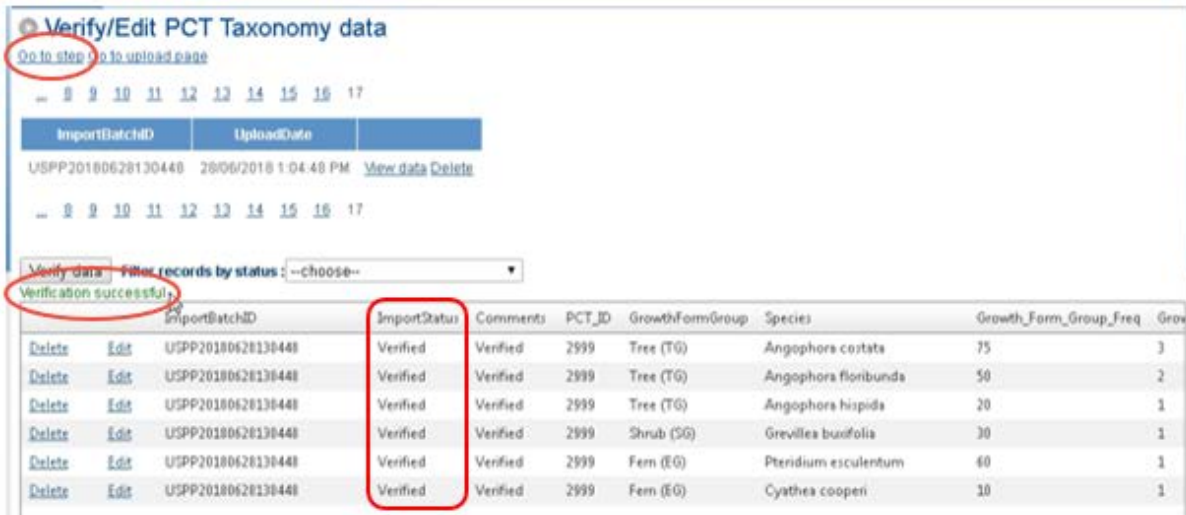 Verify/Edit PCT Taxonomy data
Go to step Go to upload page
... 8 9 10 11 12 13 14 15 16 17
ImportBatchID UploadDate
USPP20180628130448 28/06/2018 1:04:48 PM View data Delete
... 8 9 10 11 12 13 14 15 16 17
Verify data Filter records by status : --choose--
Verification successful.
ImportBatchID ImportStatus Comments PCT_ID GrowthFormGroup Species Growth_Form_Group_Freq Grow
Delete Edit USPP20180628130448 Verified Verified 2999 Tree (TG) Angophora costata 75 3
Delete Edit USPP20180628130448 Verified Verified 2999 Tree (TG) Angophora floribunda 50 2
Delete Edit USPP20180628130448 Verified Verified 2999 Tree (TG) Angophora hispida 20 1
Delete Edit USPP20180628130448 Verified Verified 2999 Shrub (SG) Grevillea buxifolia 30 1
Delete Edit USPP20180628130448 Verified Verified 2999 Fern (EG) Pteridium esculentum 60 1
Delete Edit USPP20180628130448 Verified Verified 2999 Fern (EG) Cyathea cooperi 10 1